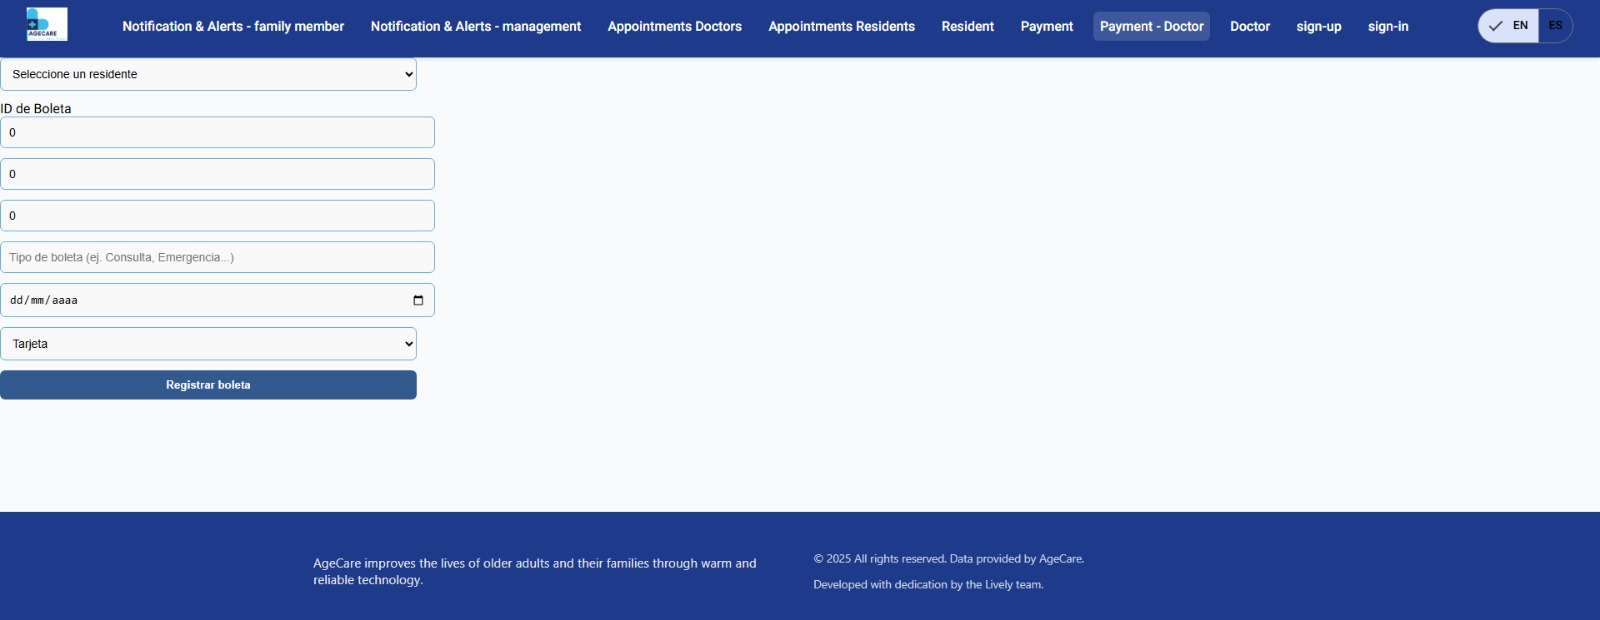 AGECARE
Notification & Alerts - family member
Notification & Alerts - management
Appointments Doctors
Appointments Residents
Resident
Payment
Payment - Doctor
Doctor
sign-up
sign-in
EN
ES
Seleccione un residente
ID de Boleta
0
0
0
Tipo de boleta (ej. Consulta, Emergencia...)
dd/mm/aaaa
Tarjeta
Registrar boleta
AgeCare improves the lives of older adults and their families through warm and
reliable technology.
© 2025 All rights reserved. Data provided by AgeCare.
Developed with dedication by the Lively team.